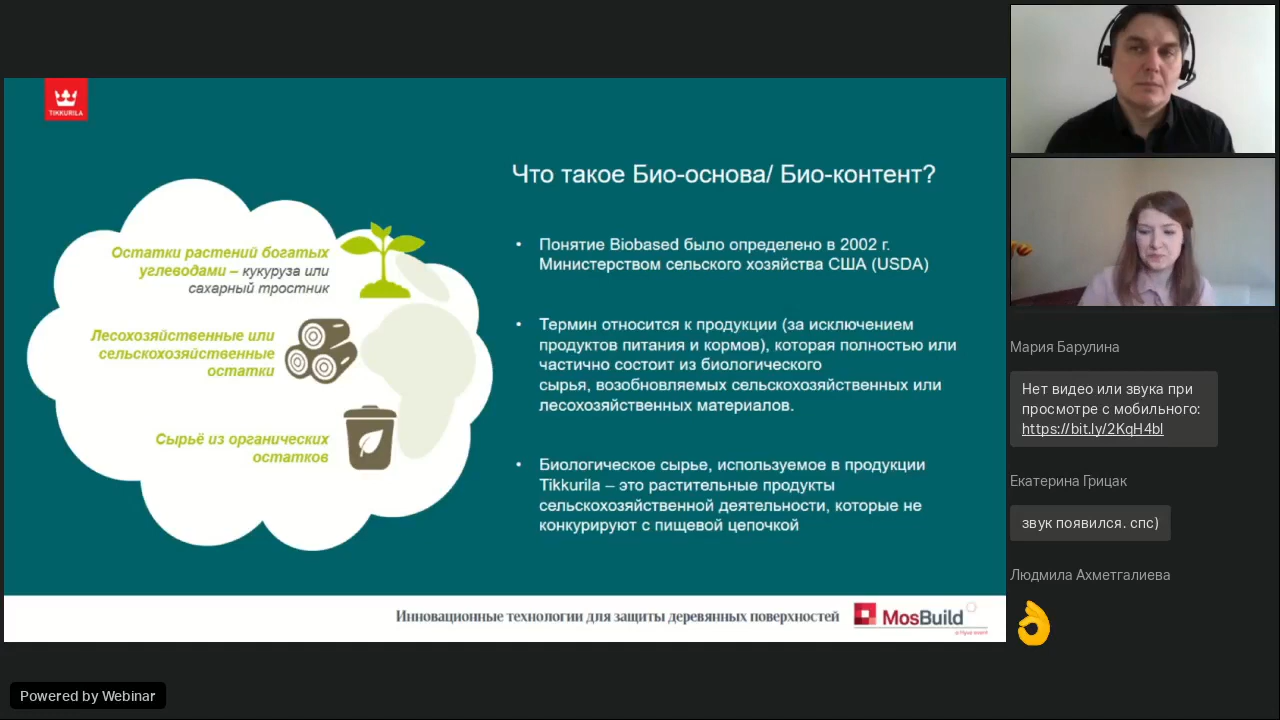 TIKKURILA
Что такое Био-основа/ Био-контент?
Остатки растений богатых
углеводами – кукуруза или
сахарный тростник
Лесохозяйственные или
сельскохозяйственные
остатки
Сырьё из органических
остатков
• Понятие Biobased было определено в 2002 г.
Министерством сельского хозяйства США (USDA)
• Термин относится к продукции (за исключением
продуктов питания и кормов), которая полностью или
частично состоит из биологического
сырья, возобновляемых сельскохозяйственных или
лесохозяйственных материалов.
• Биологическое сырье, используемое в продукции
Tikkurila – это растительные продукты
сельскохозяйственной деятельности, которые не
конкурируют с пищевой цепочкой
Инновационные технологии для защиты деревянных поверхностей
MosBuild
a Hyve event
Мария Барулина
Нет видео или звука при
просмотре с мобильного:
https://bit.ly/2KqH4bl
Екатерина Грицак
звук появился. спс)
Людмила Ахметгалиева
Powered by Webinar